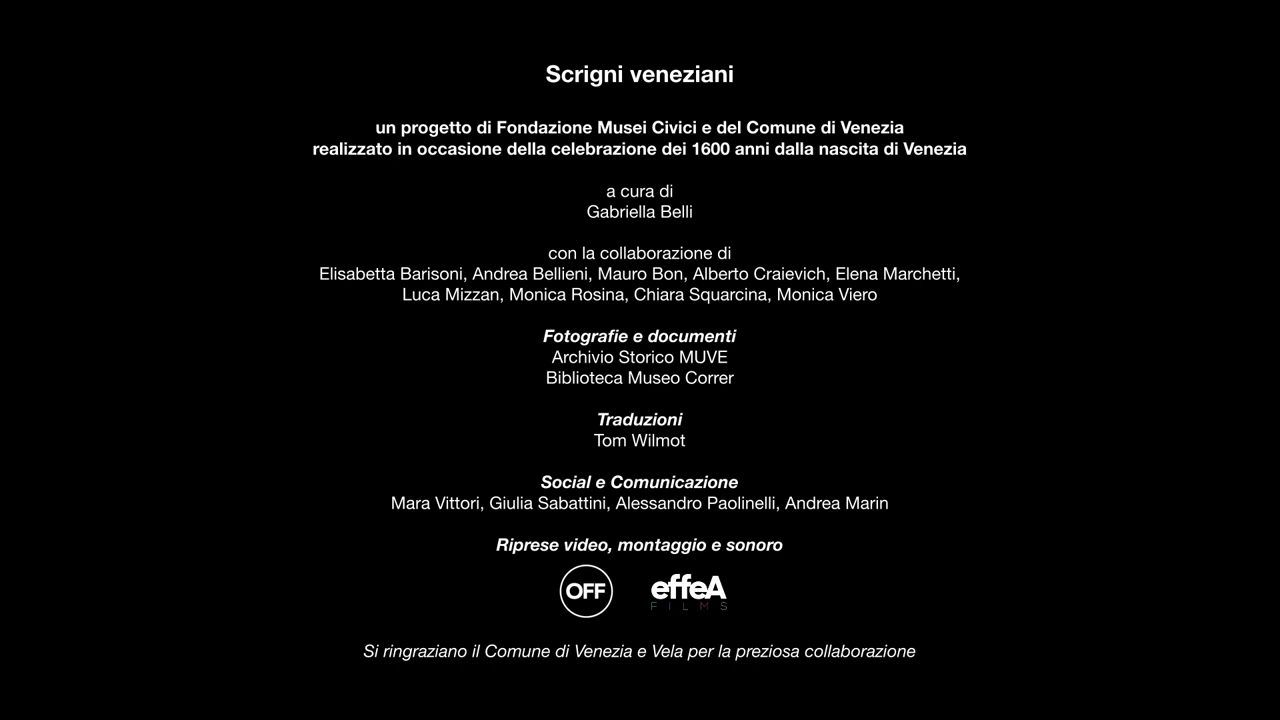 Scrigni veneziani
un progetto di Fondazione Musei Civici e del Comune di Venezia
realizzato in occasione della celebrazione dei 1600 anni dalla nascita di Venezia
a cura di
Gabriella Belli
con la collaborazione di
Elisabetta Barisoni, Andrea Bellieni, Mauro Bon, Alberto Craievich, Elena Marchetti,
Luca Mizzan, Monica Rosina, Chiara Squarcina, Monica Viero
Fotografie e documenti
Archivio Storico MUVE
Biblioteca Museo Correr
Traduzioni
Tom Wilmot
Social e Comunicazione
Mara Vittori, Giulia Sabattini, Alessandro Paolinelli, Andrea Marin
Riprese video, montaggio e sonoro
OFF effeA
FILMS
Si ringraziano il Comune di Venezia e Vela per la preziosa collaborazione